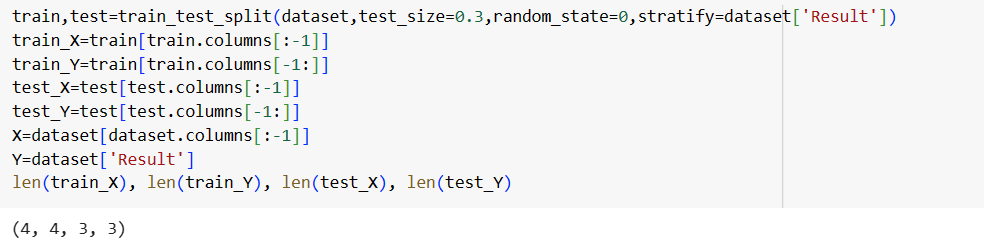 train,test=train_test_split(dataset,test_size=0.3,random_state=0,stratify=dataset['Result'])
train_X=train[train.columns[:-1]]
train_Y=train[train.columns[-1:]]
test_X=test[test.columns[:-1]]
test_Y=test[test.columns[-1:]]
X=dataset[dataset.columns[:-1]]
Y=dataset['Result']
len(train_X), len(train_Y), len(test_X), len(test_Y)
(4, 4, 3, 3)